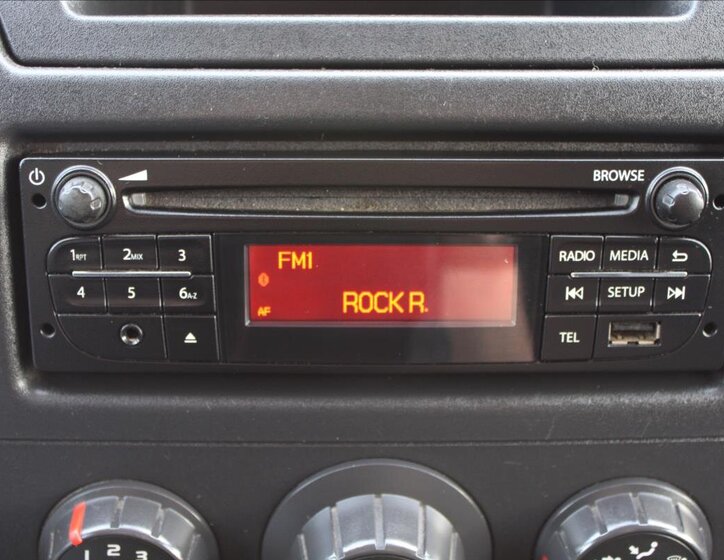 BROWSE
1RPT 2MIX 3
4 5 6A-Z
FM1
AF
ROCK R.
RADIO MEDIA
SETUP
TEL
1 2 3